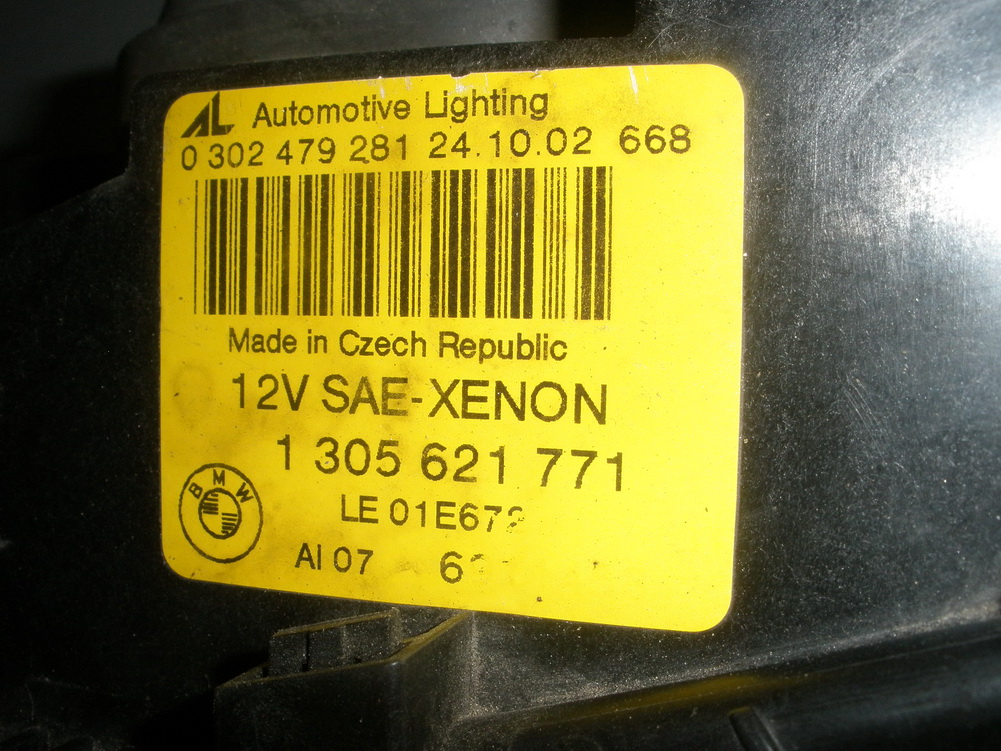 AL Automotive Lighting
0 302 479 281 24.10.02 668
Made in Czech Republic
12V SAE-XENON
1 305 621 771
BMW
LE
AI 07